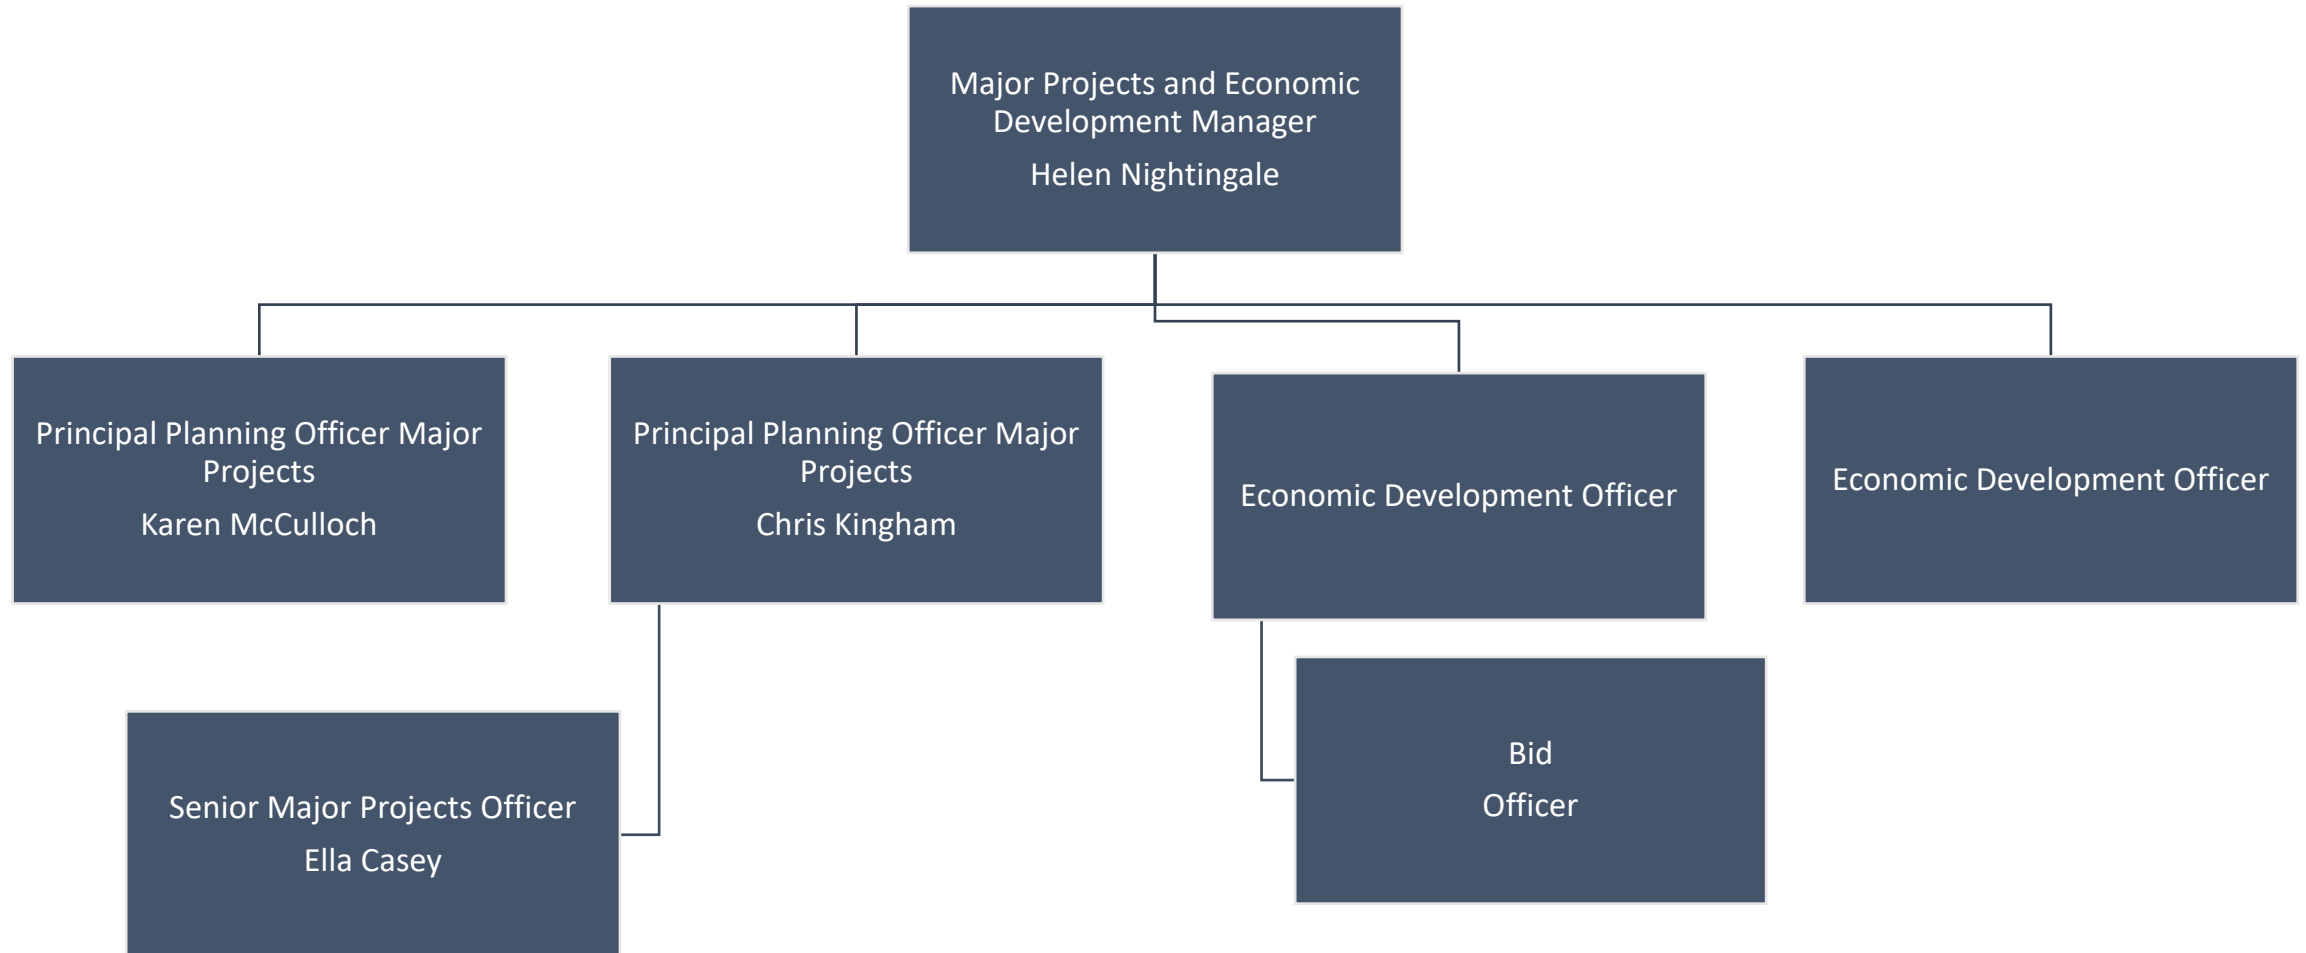 Major Projects and Economic
Development Manager
Helen Nightingale
Principal Planning Officer Major
Projects
Karen McCulloch
Principal Planning Officer Major
Projects
Chris Kingham
Economic Development Officer
Economic Development Officer
Senior Major Projects Officer
Ella Casey
Bid
Officer